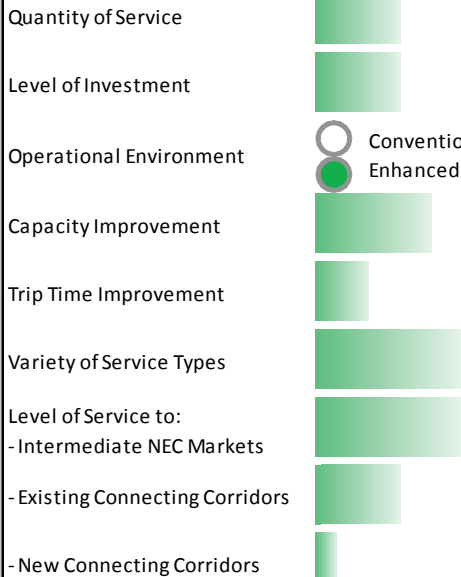 Quantity of Service
Level of Investment
Operational Environment
Conventio
Enhanced
Capacity Improvement
Trip Time Improvement
Variety of Service Types
Level of Service to:
- Intermediate NEC Markets
- Existing Connecting Corridors
- New Connecting Corridors